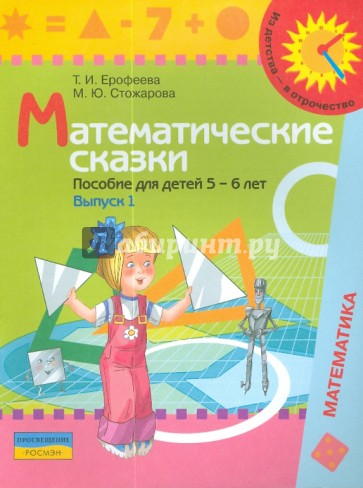 = А - 7 +
Из детства – в отрочество
Т. И. Ерофеева
М. Ю. Стожарова
Математические
сказки
Пособие для детей 5 – 6 лет
Выпуск 1
Лабиринт.ру
МАТЕМАТИКА
ПРОСВЕЩЕНИЕ
РОСМЭН